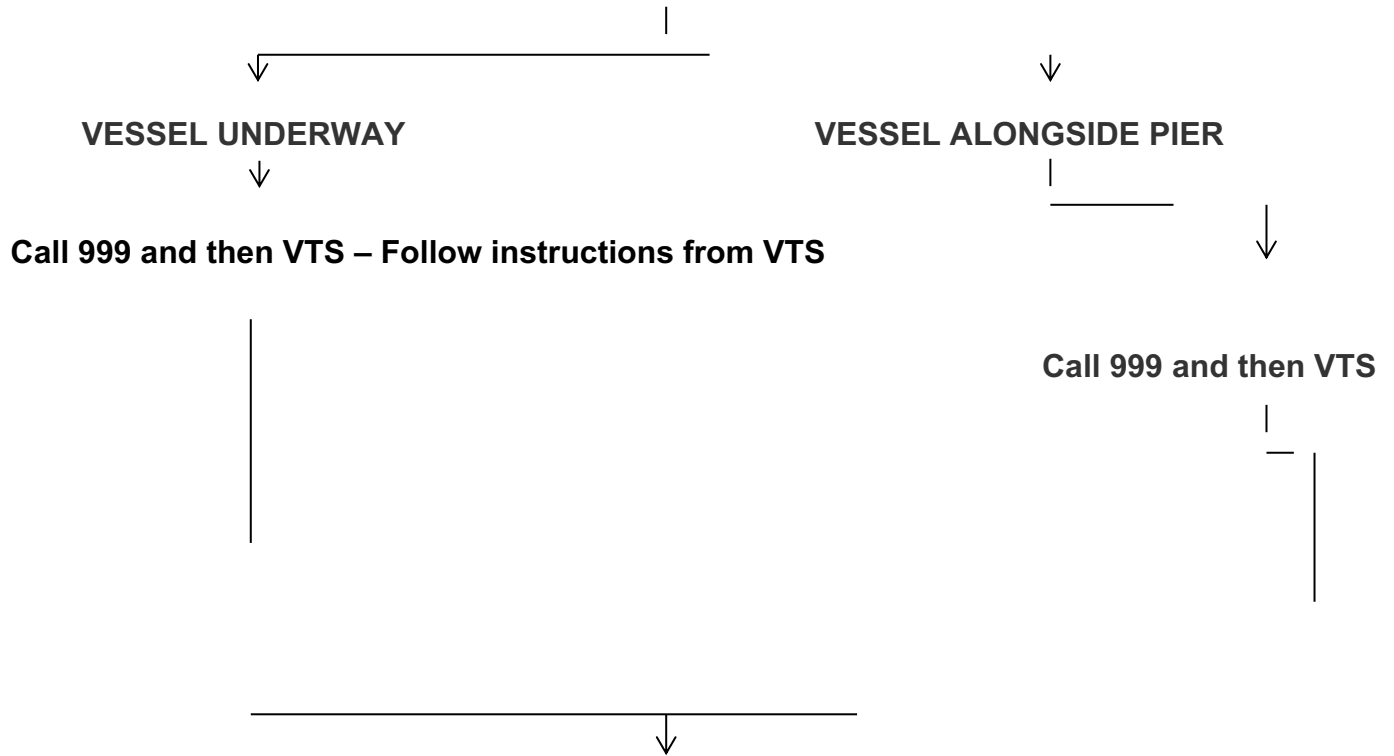 VESSEL UNDERWAY
VESSEL ALONGSIDE PIER
Call 999 and then VTS – Follow instructions from VTS
Call 999 and then VTS